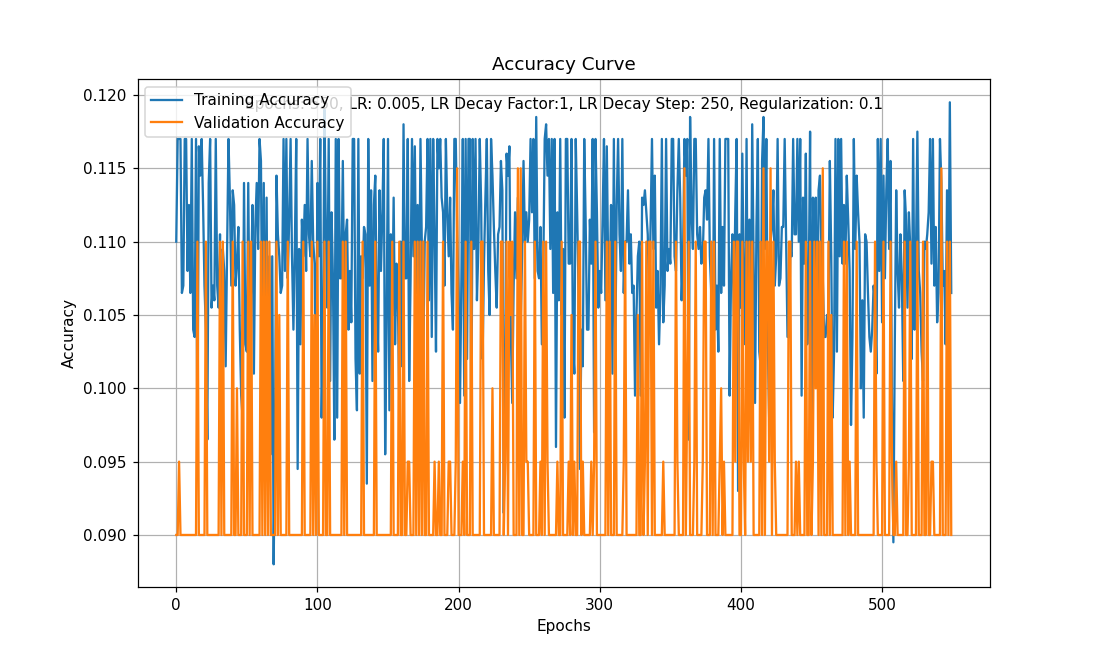 Accuracy Curve
Epochs: 550, LR: 0.005, LR Decay Factor:1, LR Decay Step: 250, Regularization: 0.1
Training Accuracy
Validation Accuracy
0.120
0.115
0.110
0.105
0.100
0.095
0.090
Accuracy
0 100 200 300 400 500
Epochs